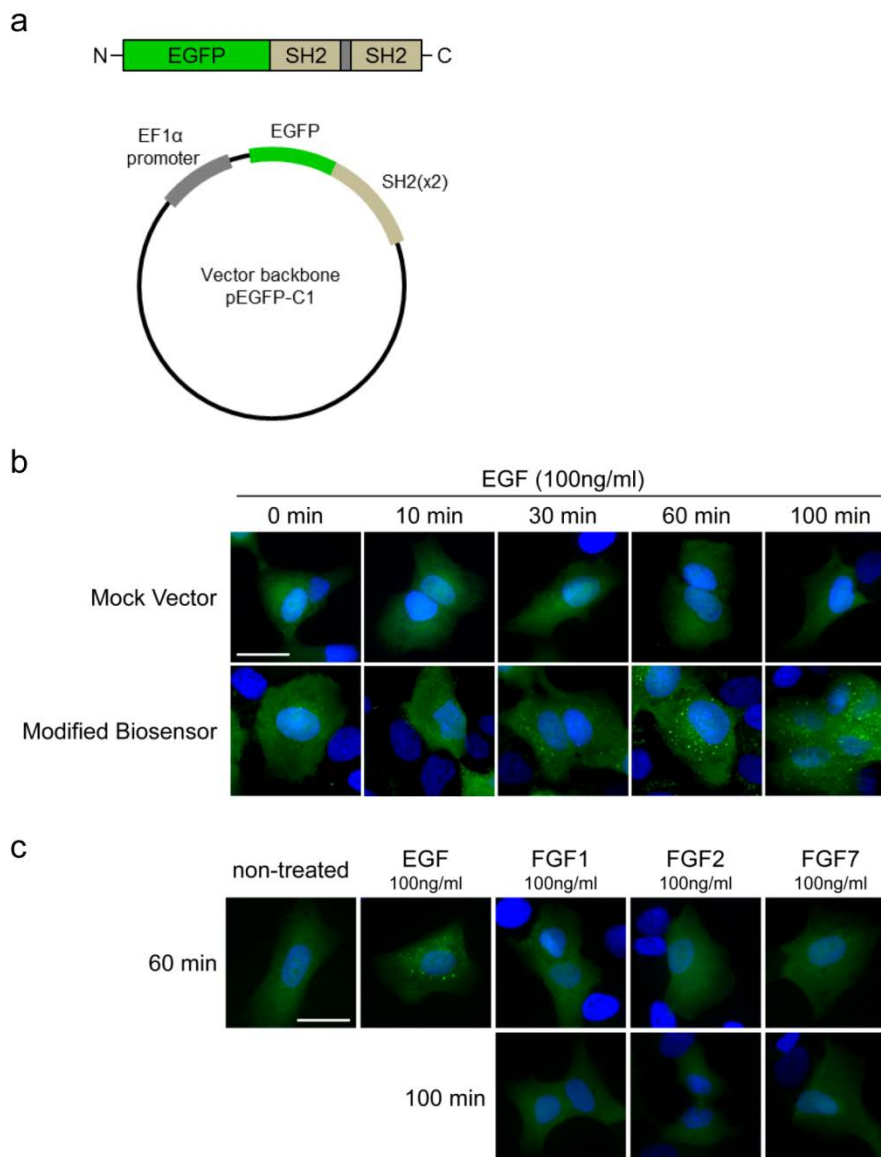 a
N EGFP SH2 SH2 C
EF1α
promoter
EGFP
SH2(x2)
Vector backbone
pEGFP-C1
b
EGF (100ng/ml)
0 min 10 min 30 min 60 min 100 min
Mock Vector
Modified Biosensor
c
non-treated EGF FGF1 FGF2 FGF7
100ng/ml 100ng/ml 100ng/ml 100ng/ml
60 min
100 min